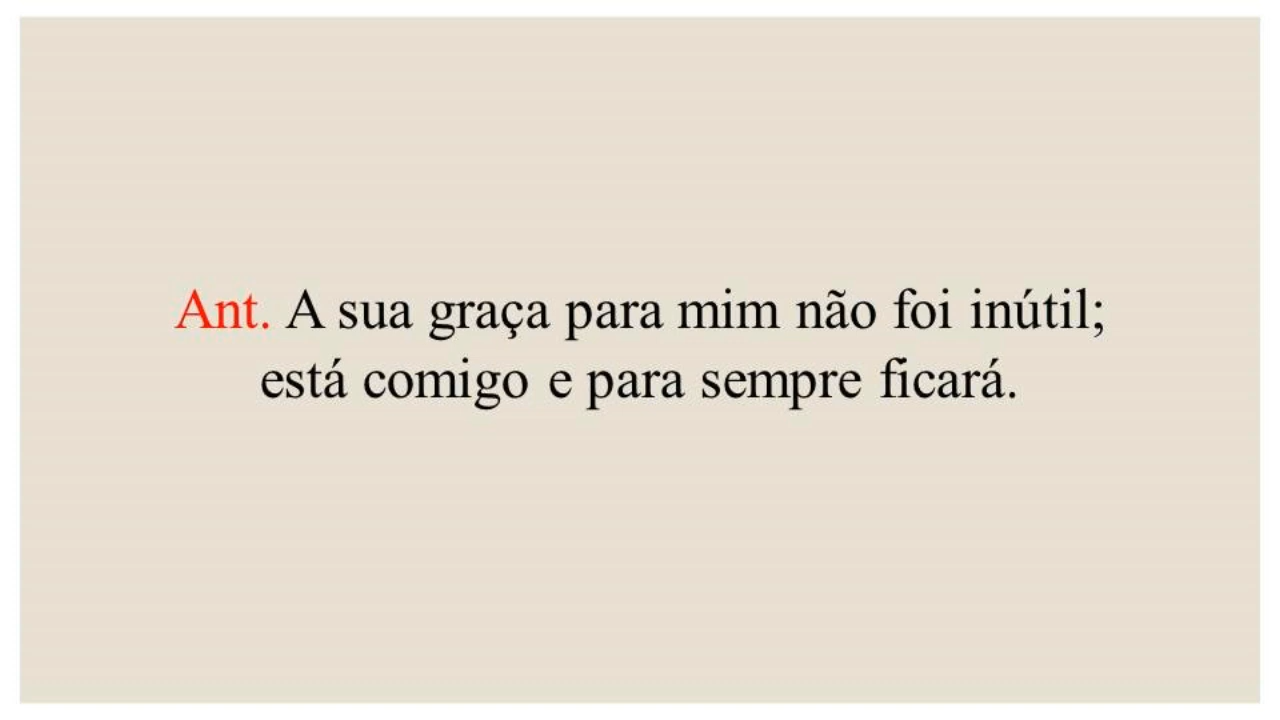 Ant. A sua graça para mim não foi inútil;
está comigo e para sempre ficará.